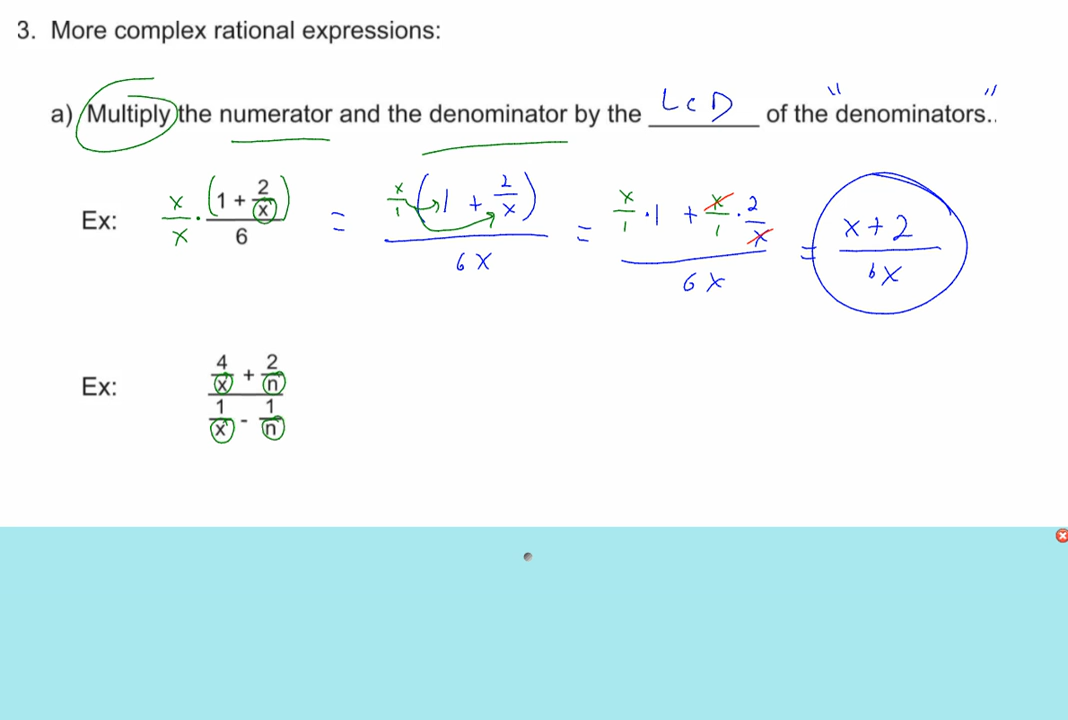 3. More complex rational expressions:
a) Multiply the numerator and the denominator by the LCD of the "denominators"..
Ex: x/x · (1 + 2/x)/6 = x/1 (1 + 2/x)/6x = (x/1 · 1 + x/1 · 2/x)/6x = (x + 2)/6x
Ex: (4/x + 2/n)/(1/x - 1/n)